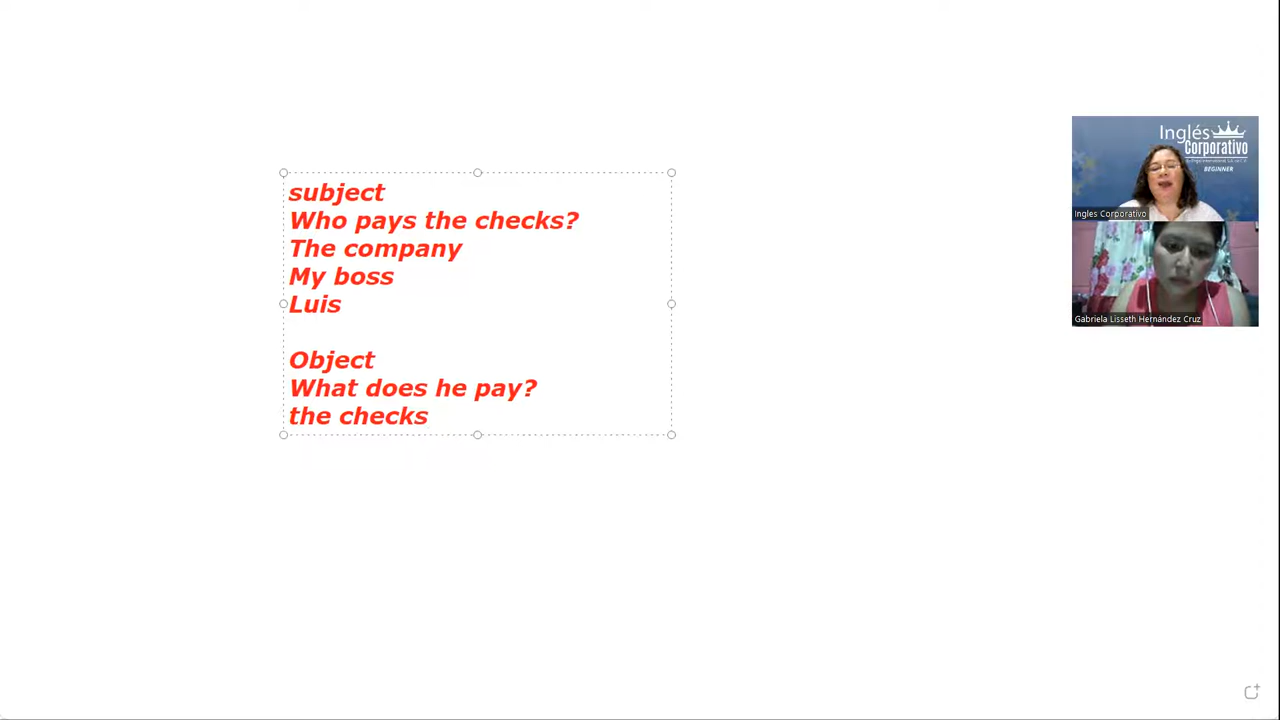 subject
Who pays the checks?
The company
My boss
Luis
Object
What does he pay?
the checks
Inglés
Corporativo
BEGINNER
Ingles Corporativo
Gabriela Lisseth Hernández Cruz